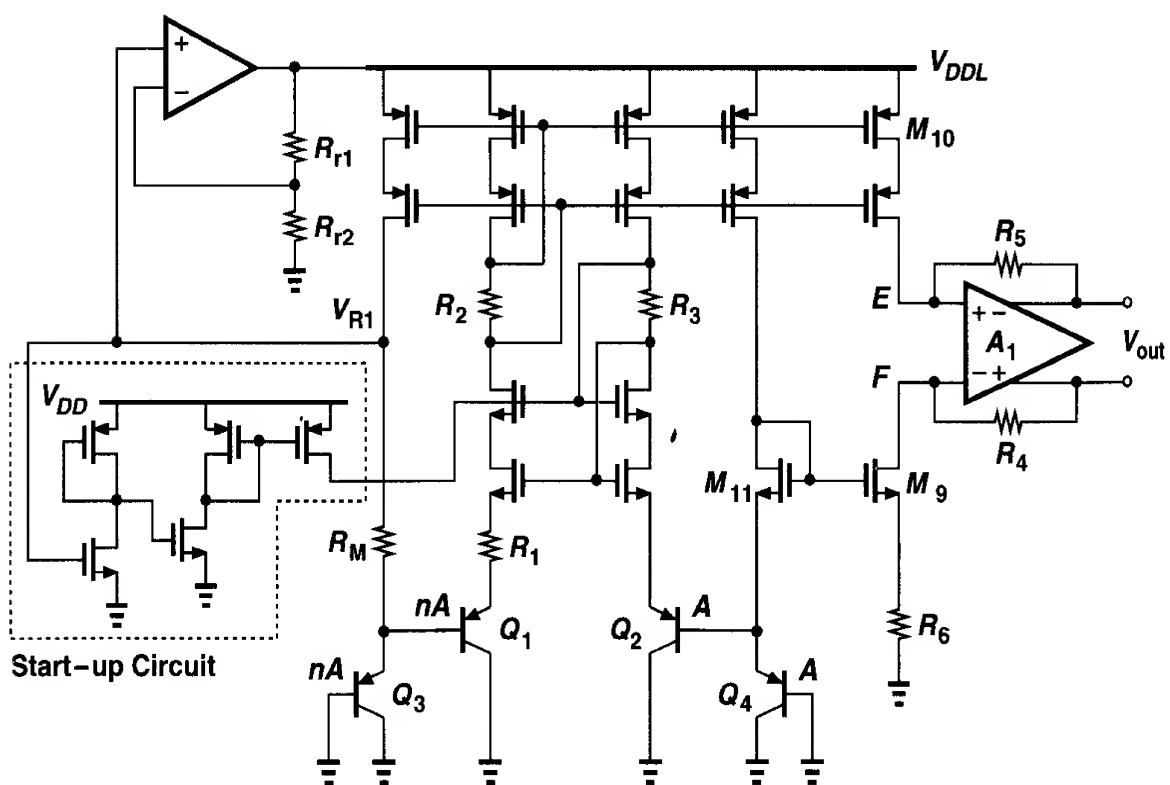 +
−
V_DDL
R_r1
M_10
R_r2
R_5
V_R1
R_2
R_3
E
+ −
A_1
V_out
− +
F
V_DD
R_4
M_11
M_9
R_M
R_1
nA
A
Q_1
Q_2
R_6
Start−up Circuit
nA
A
Q_3
Q_4